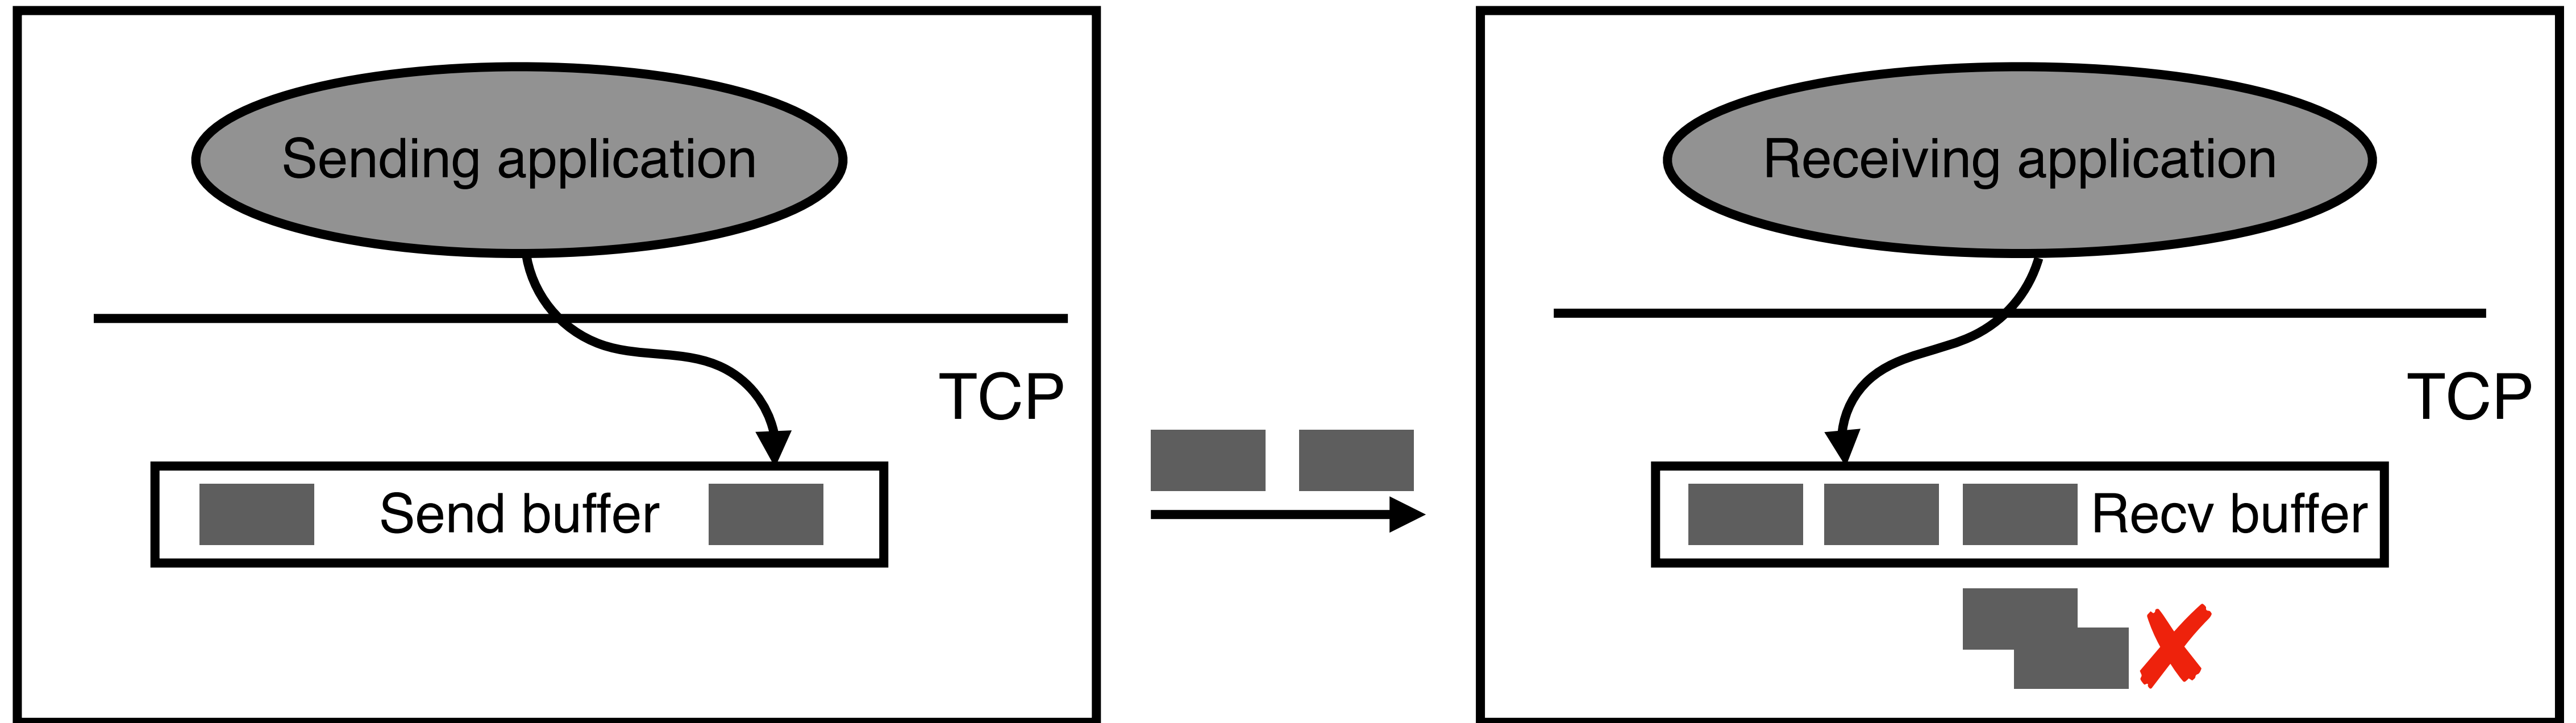 Sending application
Receiving application
TCP
TCP
Send buffer
Recv buffer